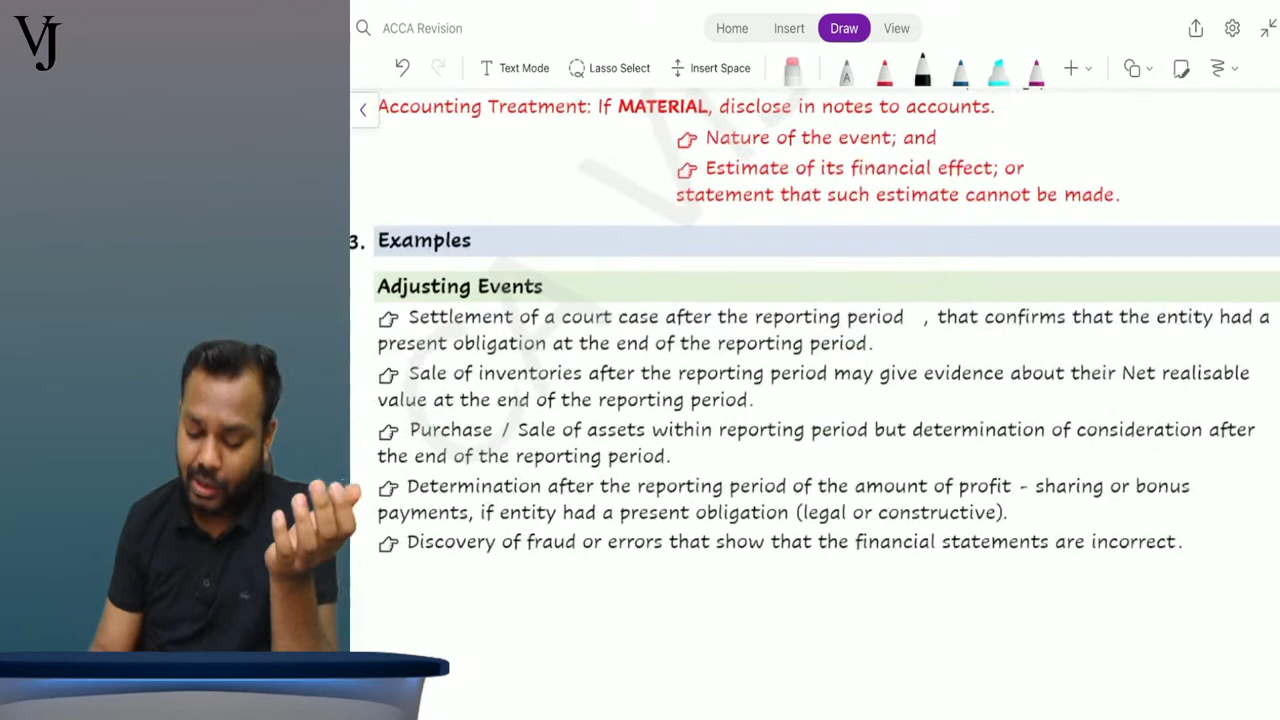 VJ
ACCA Revision
Home Insert Draw View
Text Mode Lasso Select Insert Space
A
Accounting Treatment: If MATERIAL, disclose in notes to accounts.
Nature of the event; and
Estimate of its financial effect; or
statement that such estimate cannot be made.
3. Examples
Adjusting Events
Settlement of a court case after the reporting period , that confirms that the entity had a
present obligation at the end of the reporting period.
Sale of inventories after the reporting period may give evidence about their Net realisable
value at the end of the reporting period.
Purchase / Sale of assets within reporting period but determination of consideration after
the end of the reporting period.
Determination after the reporting period of the amount of profit - sharing or bonus
payments, if entity had a present obligation (legal or constructive).
Discovery of fraud or errors that show that the financial statements are incorrect.